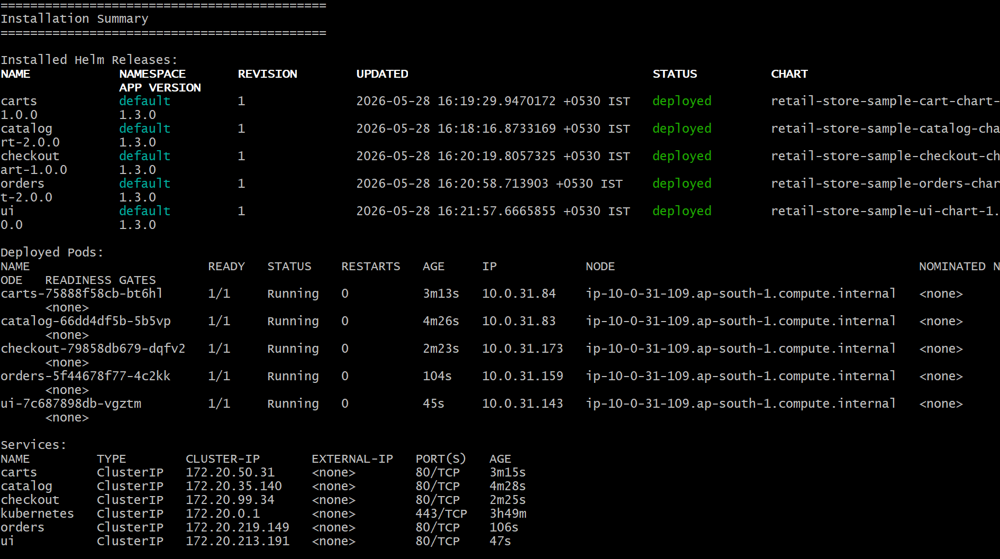 ============================================
Installation Summary
============================================
Installed Helm Releases:
NAME            NAMESPACE       REVISION        UPDATED                                 STATUS          CHART
                APP VERSION
carts           default         1               2026-05-28 16:19:29.9470172 +0530 IST   deployed        retail-store-sample-cart-chart-
1.0.0           1.3.0
catalog         default         1               2026-05-28 16:18:16.8733169 +0530 IST   deployed        retail-store-sample-catalog-cha
rt-2.0.0        1.3.0
checkout        default         1               2026-05-28 16:20:19.8057325 +0530 IST   deployed        retail-store-sample-checkout-ch
art-1.0.0       1.3.0
orders          default         1               2026-05-28 16:20:58.713903 +0530 IST    deployed        retail-store-sample-orders-char
t-2.0.0         1.3.0
ui              default         1               2026-05-28 16:21:57.6665855 +0530 IST   deployed        retail-store-sample-ui-chart-1.
0.0             1.3.0
Deployed Pods:
NAME                        READY   STATUS    RESTARTS   AGE     IP            NODE                                         NOMINATED N
ODE   READINESS GATES
carts-75888f58cb-bt6hl      1/1     Running   0          3m13s   10.0.31.84    ip-10-0-31-109.ap-south-1.compute.internal   <none>
      <none>
catalog-66dd4df5b-5b5vp     1/1     Running   0          4m26s   10.0.31.83    ip-10-0-31-109.ap-south-1.compute.internal   <none>
      <none>
checkout-79858db679-dqfv2   1/1     Running   0          2m23s   10.0.31.173   ip-10-0-31-109.ap-south-1.compute.internal   <none>
      <none>
orders-5f44678f77-4c2kk     1/1     Running   0          104s    10.0.31.159   ip-10-0-31-109.ap-south-1.compute.internal   <none>
      <none>
ui-7c687898db-vgztm         1/1     Running   0          45s     10.0.31.143   ip-10-0-31-109.ap-south-1.compute.internal   <none>
      <none>
Services:
NAME         TYPE        CLUSTER-IP       EXTERNAL-IP   PORT(S)   AGE
carts        ClusterIP   172.20.50.31     <none>        80/TCP    3m15s
catalog      ClusterIP   172.20.35.140    <none>        80/TCP    4m28s
checkout     ClusterIP   172.20.99.34     <none>        80/TCP    2m25s
kubernetes   ClusterIP   172.20.0.1       <none>        443/TCP   3h49m
orders       ClusterIP   172.20.219.149   <none>        80/TCP    106s
ui           ClusterIP   172.20.213.191   <none>        80/TCP    47s